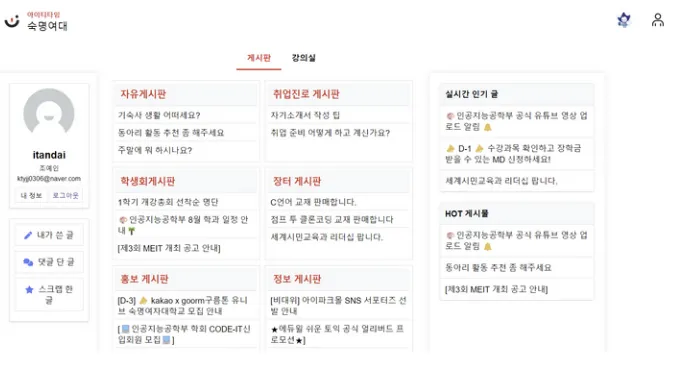 아이티타임
숙명여대
게시판
강의실
itandai
조예인
ktyjj0306@naver.com
내 정보
로그아웃
내가 쓴 글
댓글 단 글
스크랩 한
글
자유게시판
기숙사 생활 어떠세요?
동아리 활동 추천 좀 해주세요
주말에 뭐 하시나요?
취업진로 게시판
자기소개서 작성 팁
취업 준비 어떻게 하고 계신가요?
학생회게시판
1학기 개강총회 선착순 명단
🎯 인공지능공학부 8월 학과 일정 안
내🌴
[제3회 MEIT 개최 공고 안내]
장터 게시판
C언어 교재 판매합니다.
점프 투 클론코딩 교재 판매합니다
세계시민교육과 리더십 팝니다.
홍보 게시판
[D-3] 📣 kakao x goorm구름톤 유니
브 숙명여자대학교 모집 안내
[🟦인공지능공학부 학회 CODE-IT신
입회원 모집🟦]
정보 게시판
[비대위] 아이파크몰 SNS 서포터즈 선
발 안내
★에듀윌 쉬운 토익 공식 얼리버드 프
로모션★]
실시간 인기 글
🎯 인공지능공학부 공식 유튜브 영상 업
로드 알림 🔔
📣 D-1 📣 수강과목 확인하고 장학금
받을 수 있는 MD 신청하세요!
세계시민교육과 리더십 팝니다.
HOT 게시물
🎯 인공지능공학부 공식 유튜브 영상 업
로드 알림 🔔
동아리 활동 추천 좀 해주세요
[제3회 MEIT 개최 공고 안내]